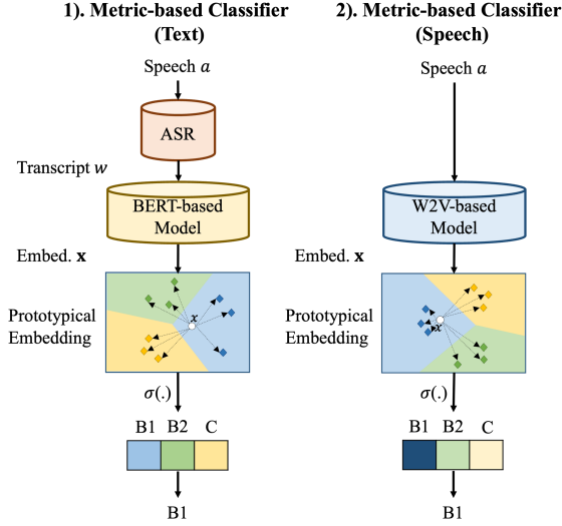 1). Metric-based Classifier
(Text)
Speech a
ASR
Transcript w
BERT-based
Model
Embed. x
Prototypical
Embedding
x
σ(.)
B1 B2 C
B1
2). Metric-based Classifier
(Speech)
Speech a
W2V-based
Model
Embed. x
Prototypical
Embedding
x
σ(.)
B1 B2 C
B1